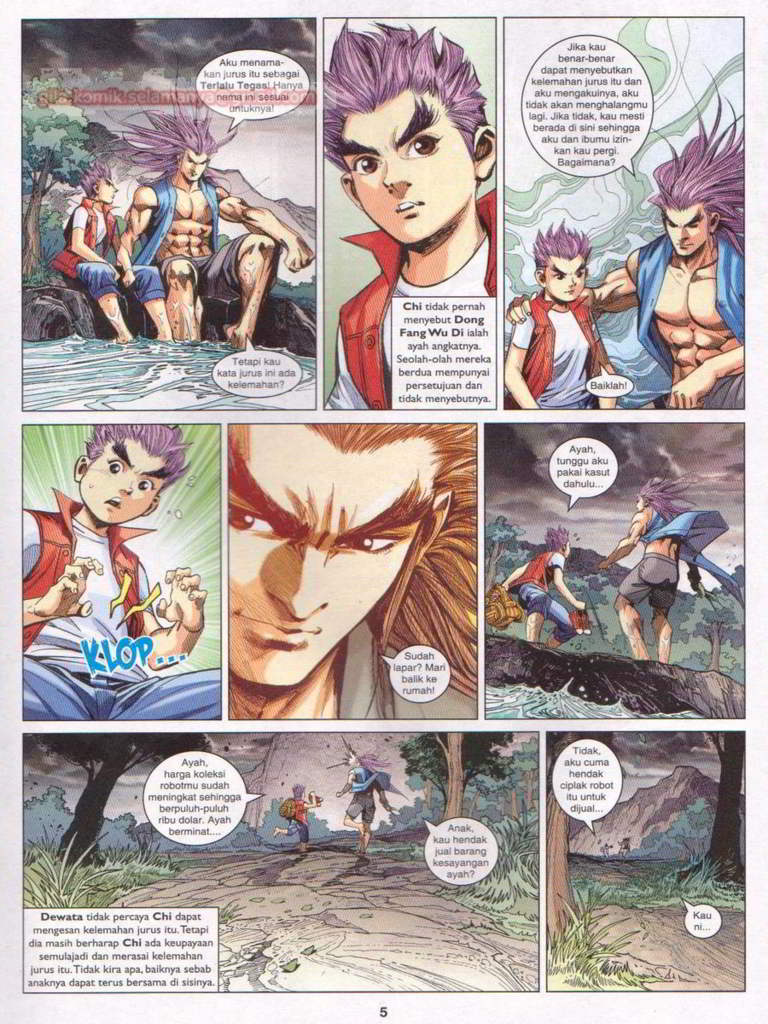 Aku menama-
kan jurus itu sebagai
Terlalu Tegas! Hanya
nama ini sesuai
untuknya!
Tetapi kau
kata jurus ini ada
kelemahan?
Chi tidak pernah
menyebut Dong
Fang Wu Di ialah
ayah angkatnya.
Seolah-olah mereka
berdua mempunyai
persetujuan dan
tidak menyebutnya.
Jika kau
benar-benar
dapat menyebutkan
kelemahan jurus itu dan
aku mengakuinya, aku
tidak akan menghalangmu
lagi. Jika tidak, kau mesti
berada di sini sehingga
aku dan ibumu izin-
kan kau pergi.
Bagaimana?
Baiklah!
KLOP...
Sudah
lapar? Mari
balik ke
rumah!
Ayah,
tunggu aku
pakai kasut
dahulu...
Ayah,
harga koleksi
robotmu sudah
meningkat sehingga
berpuluh-puluh
ribu dolar. Ayah
berminat....
Anak,
kau hendak
jual barang
kesayangan
ayah?
Dewata tidak percaya Chi dapat
mengesan kelemahan jurus itu. Tetapi
dia masih berharap Chi ada keupayaan
semulajadi dan merasai kelemahan
jurus itu. Tidak kira apa, baiknya sebab
anaknya dapat terus bersama di sisinya.
Tidak,
aku cuma
hendak
ciplak robot
itu untuk
dijual...
Kau
ni...
5